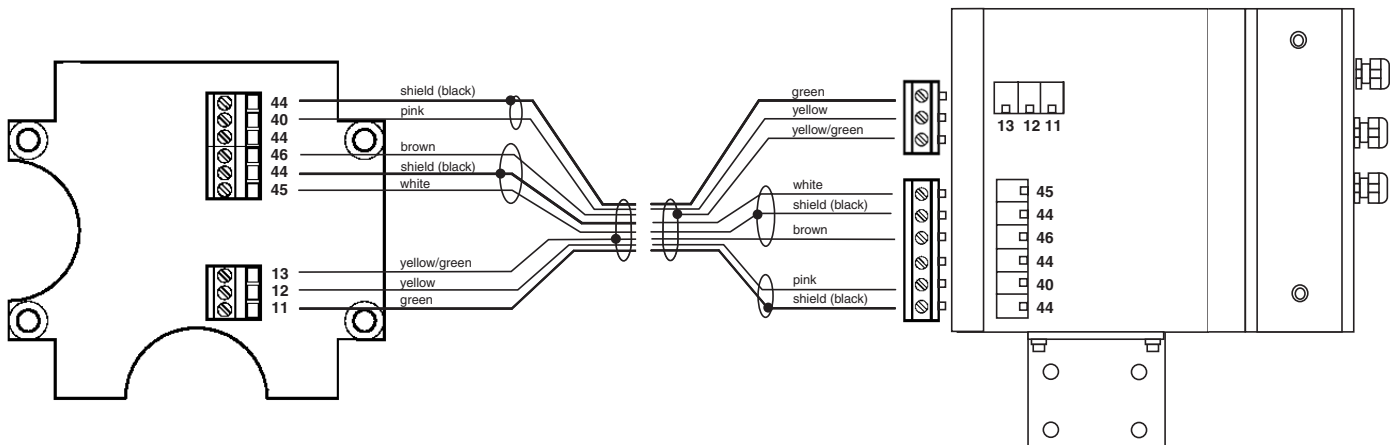 44 shield (black)
40 pink
44
46 brown
44 shield (black)
45 white
13 yellow/green
12 yellow
11 green
green
yellow
yellow/green
white
shield (black)
brown
pink
shield (black)
13 12 11
45
44
46
44
40
44